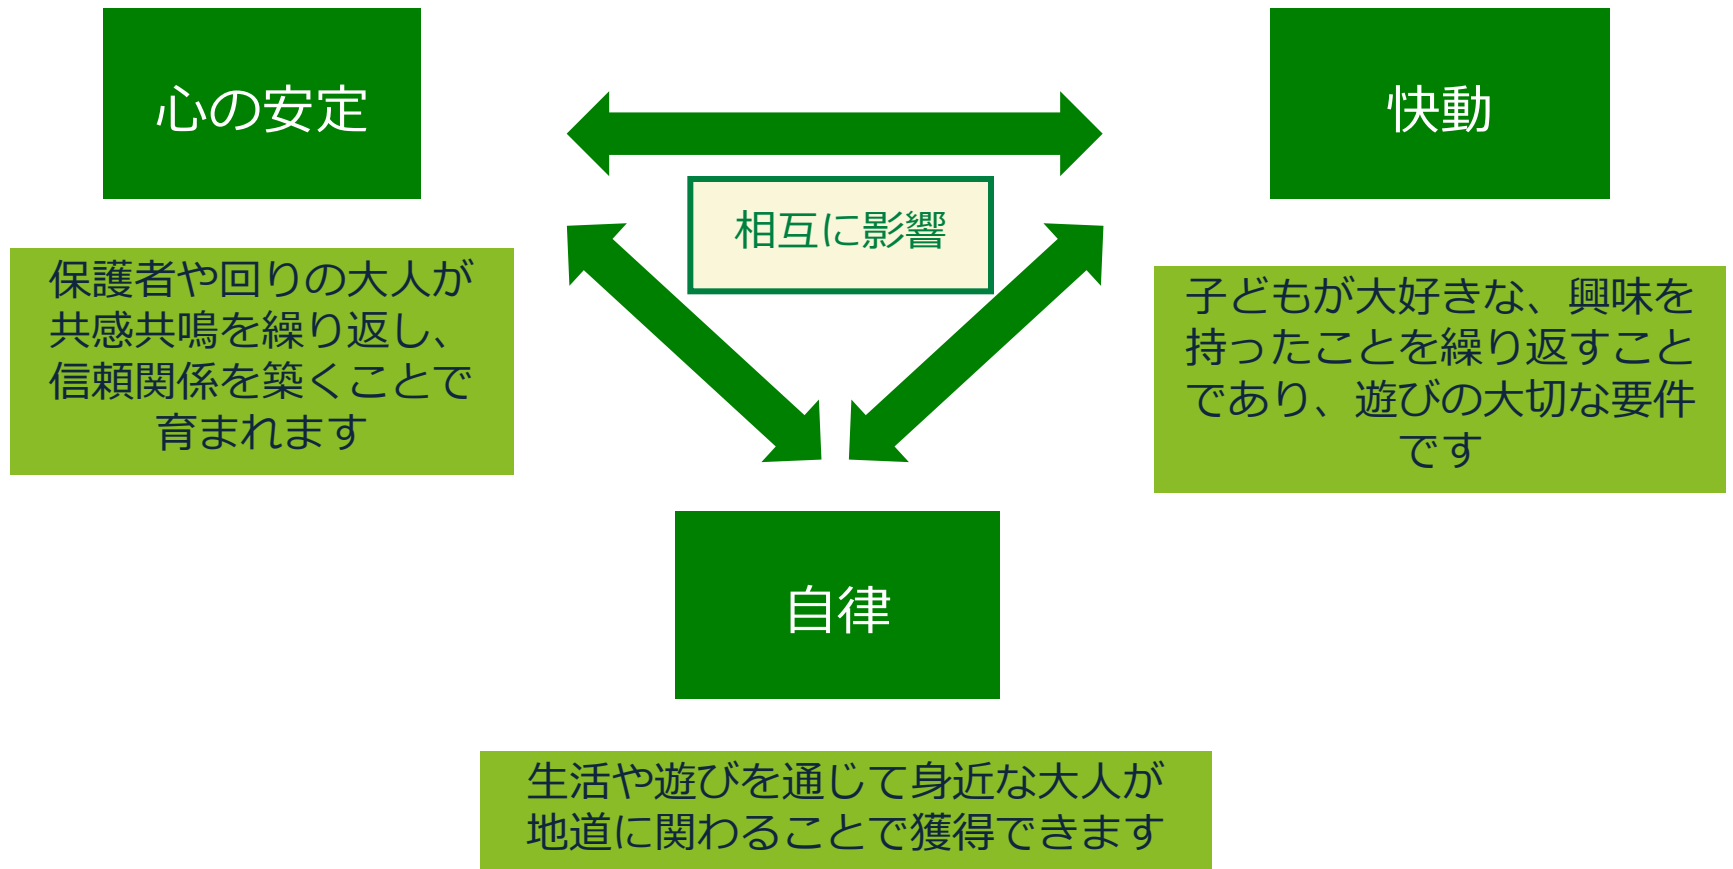 心の安定
快動
相互に影響
保護者や回りの大人が
共感共鳴を繰り返し、
信頼関係を築くことで
育まれます
子どもが大好きな、興味を
持ったことを繰り返すこと
であり、遊びの大切な要件
です
自律
生活や遊びを通じて身近な大人が
地道に関わることで獲得できます